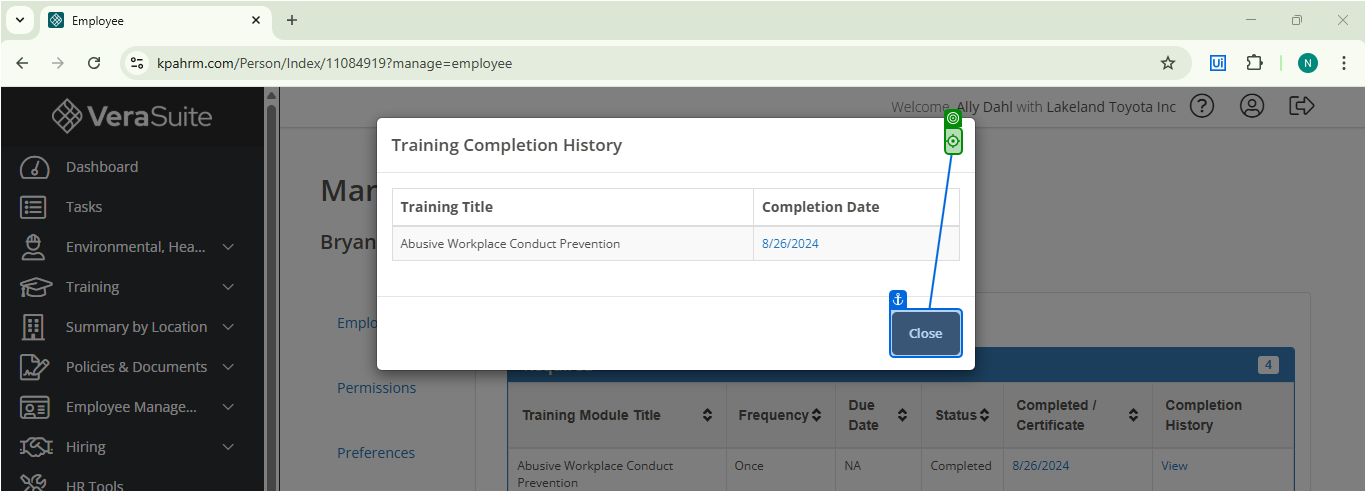 Employee
kpahrm.com/Person/Index/11084919?manage=employee
Ui
N
VeraSuite
Welcome, Ally Dahl with Lakeland Toyota Inc
Dashboard
Tasks
Environmental, Hea...
Training
Summary by Location
Policies & Documents
Employee Manage...
Hiring
HR Tools
Bryan
Training Completion History
Training Title
Completion Date
Abusive Workplace Conduct Prevention
8/26/2024
Close
Permissions
Preferences
4
Training Module Title
Frequency
Due
Date
Status
Completed /
Certificate
Completion
History
Abusive Workplace Conduct
Prevention
Once
NA
Completed
8/26/2024
View